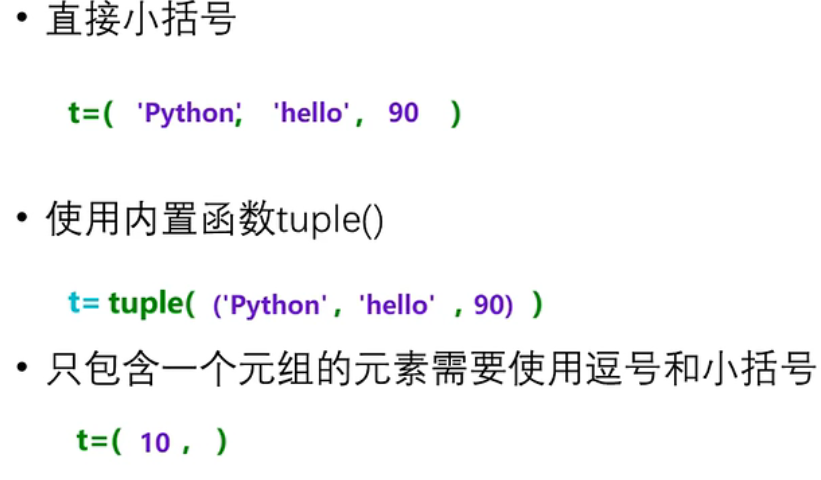 • 直接小括号
t=( 'Python', 'hello', 90 )
• 使用内置函数tuple()
t= tuple( ('Python', 'hello' , 90) )
• 只包含一个元组的元素需要使用逗号和小括号
t=( 10 , )